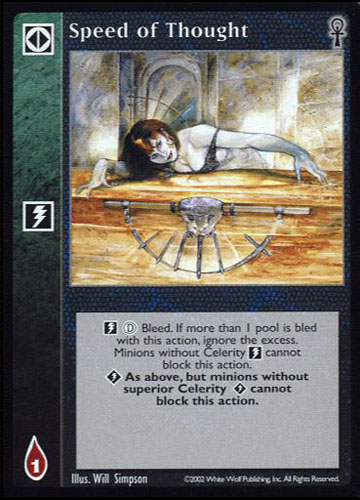 Speed of Thought
D Bleed. If more than 1 pool is bled
with this action, ignore the excess.
Minions without Celerity cannot
block this action.
As above, but minions without
superior Celerity cannot
block this action.
1
Illus. Will Simpson
©2002 White Wolf Publishing, Inc. All Rights Reserved.